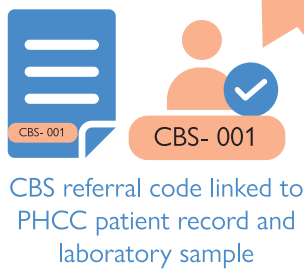 CBS- 001
CBS- 001
CBS referral code linked to
PHCC patient record and
laboratory sample